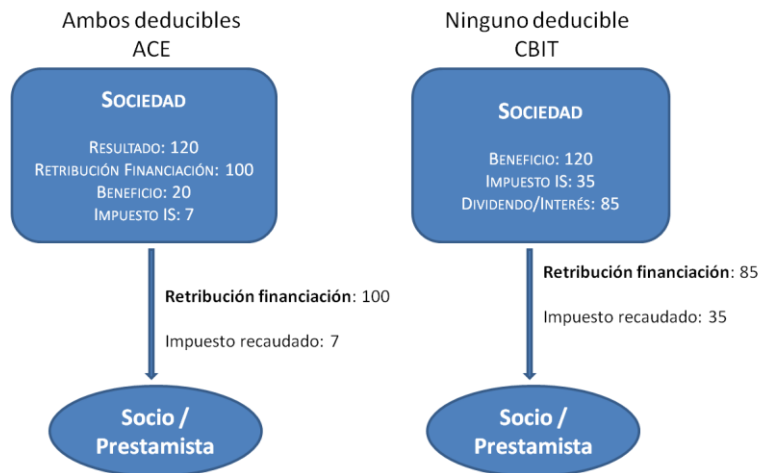 Ambos deducibles
ACE
SOCIEDAD
RESULTADO: 120
RETRIBUCIÓN FINANCIACIÓN: 100
BENEFICIO: 20
IMPUESTO IS: 7
Retribución financiación: 100
Impuesto recaudado: 7
Socio /
Prestamista
Ninguno deducible
CBIT
SOCIEDAD
BENEFICIO: 120
IMPUESTO IS: 35
DIVIDENDO/INTERÉS: 85
Retribución financiación: 85
Impuesto recaudado: 35
Socio /
Prestamista